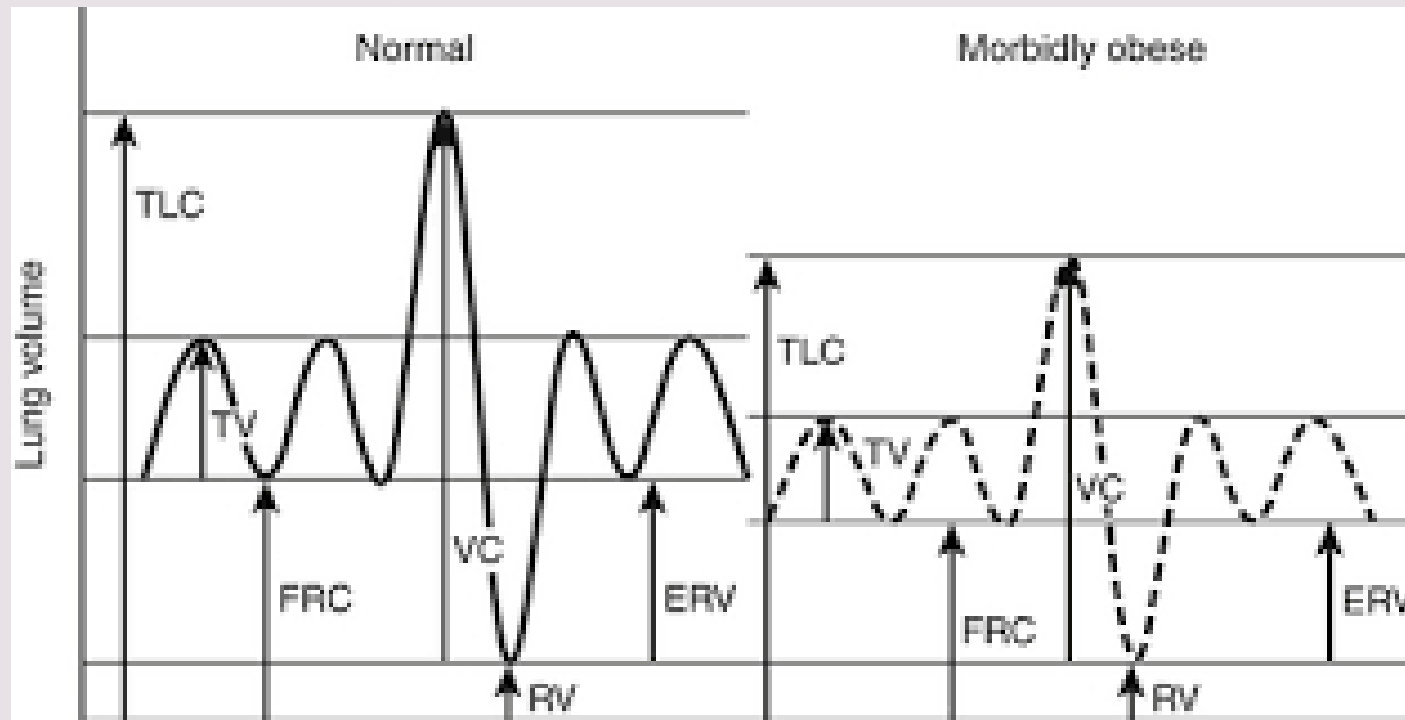 Normal
Morbidly obese
Lung volume
TLC
TV
VC
FRC
ERV
RV
TLC
TV
VC
FRC
ERV
RV